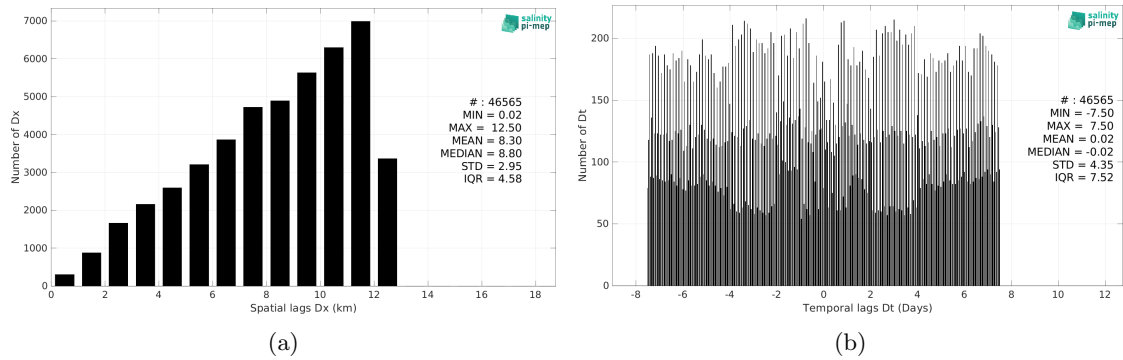 7000
6000
5000
4000
3000
2000
1000
0
Number of Dx
salinity
pi-mep
# : 46565
MIN = 0.02
MAX = 12.50
MEAN = 8.30
MEDIAN = 8.80
STD = 2.95
IQR = 4.58
0 2 4 6 8 10 12 14 16 18
Spatial lags Dx (km)
(a)
200
150
100
50
0
Number of Dt
salinity
pi-mep
# : 46565
MIN = -7.50
MAX = 7.50
MEAN = 0.02
MEDIAN = -0.02
STD = 4.35
IQR = 7.52
-8 -6 -4 -2 0 2 4 6 8 10 12
Temporal lags Dt (Days)
(b)